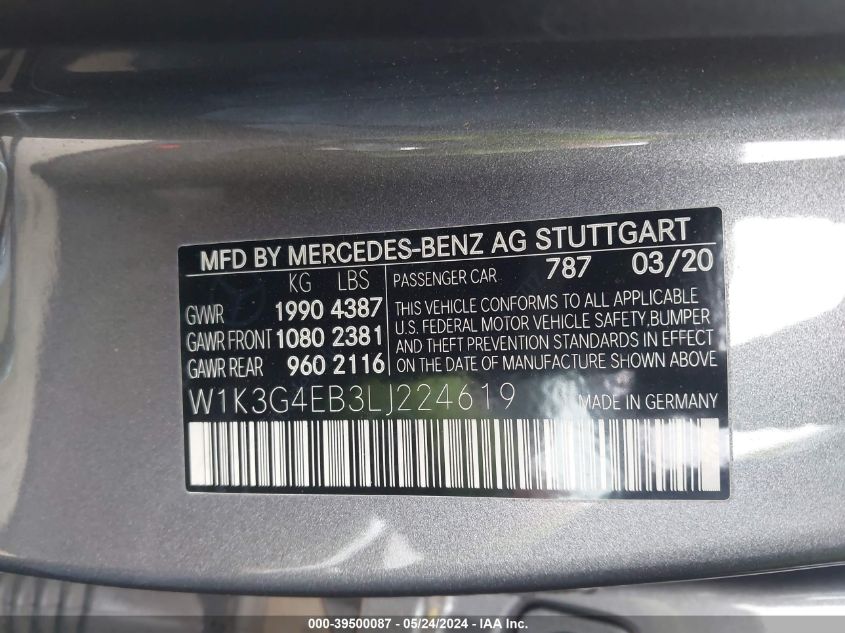 MFD BY MERCEDES-BENZ AG STUTTGART
KG LBS PASSENGER CAR 787 03/20
GVWR 1990 4387 THIS VEHICLE CONFORMS TO ALL APPLICABLE
GAWR FRONT 1080 2381 U.S. FEDERAL MOTOR VEHICLE SAFETY,BUMPER
AND THEFT PREVENTION STANDARDS IN EFFECT
GAWR REAR 960 2116 ON THE DATE OF MANUFACTURE SHOWN ABOVE
W1K3G4EB3LJ224619 MADE IN GERMANY
000-39500087 - 05/24/2024 - IAA Inc.